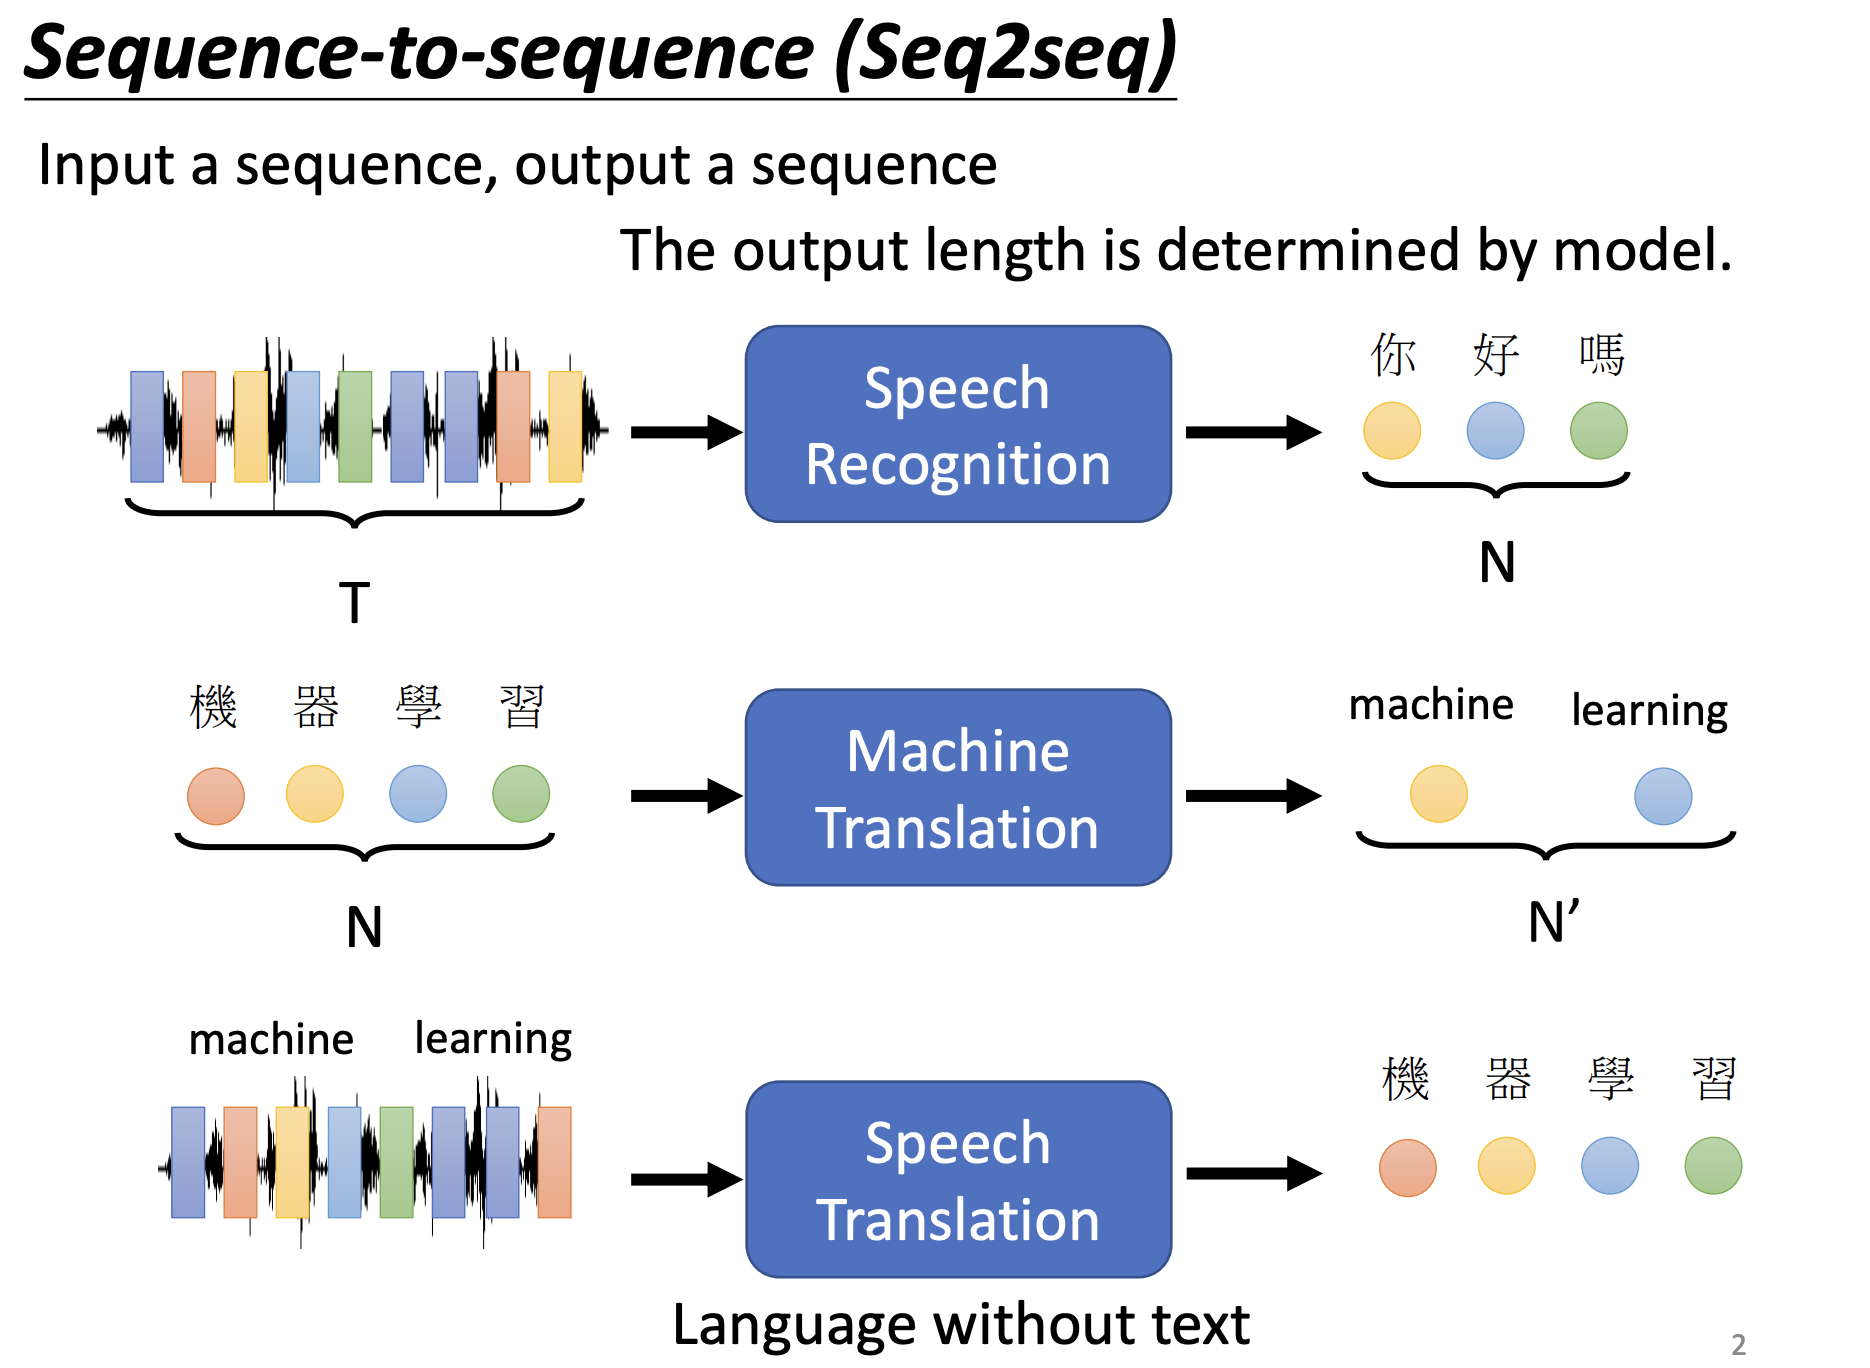 Sequence-to-sequence (Seq2seq)
Input a sequence, output a sequence
The output length is determined by model.
Speech
Recognition
你 好 嗎
T
N
機 器 學 習
Machine
Translation
machine learning
N
N’
machine learning
Speech
Translation
機 器 學 習
Language without text
2